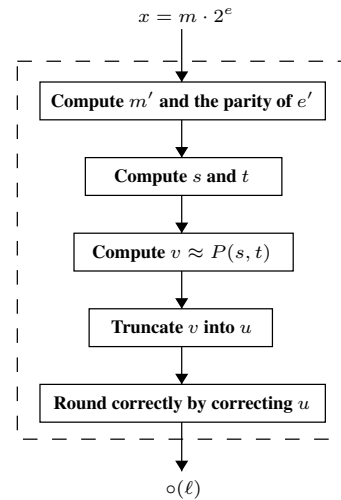 x = m · 2^e
Compute m′ and the parity of e′
Compute s and t
Compute v ≈ P(s, t)
Truncate v into u
Round correctly by correcting u
∘(ℓ)